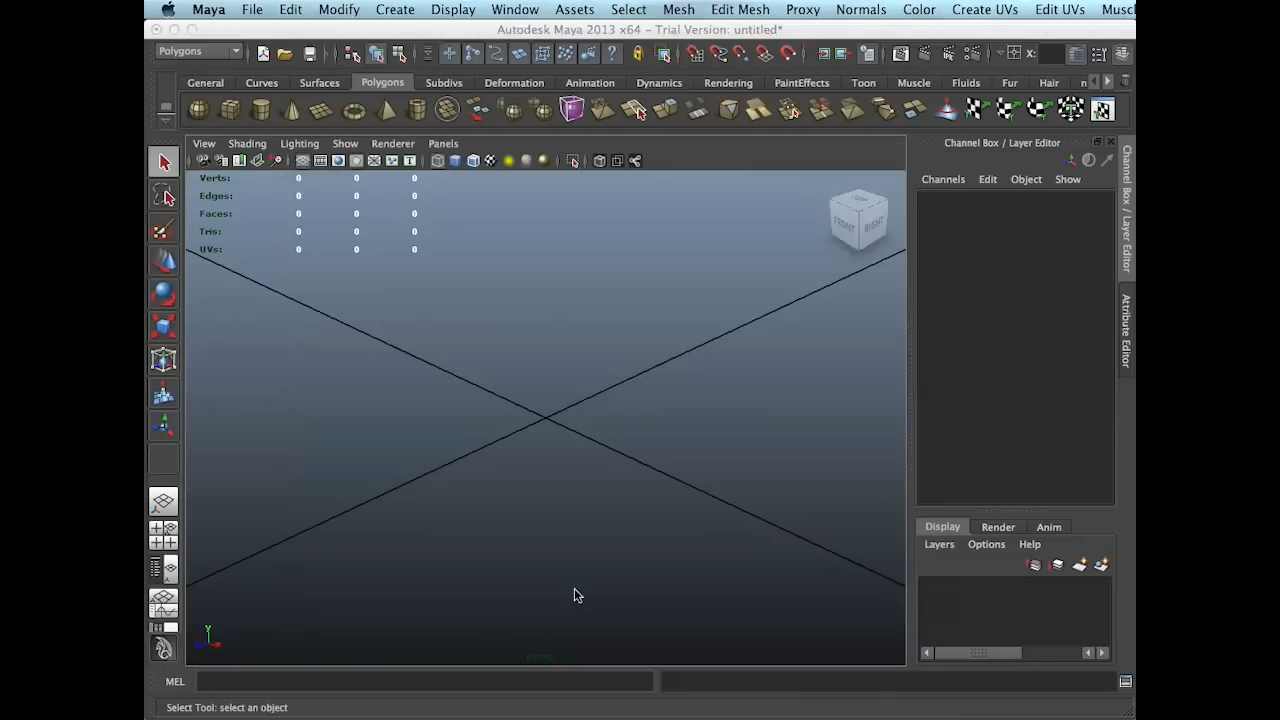 Maya File Edit Modify Create Display Window Assets Select Mesh Edit Mesh Proxy Normals Color Create UVs Edit UVs Muscl
Autodesk Maya 2013 x64 - Trial Version: untitled*
Polygons
X:
General Curves Surfaces Polygons Subdivs Deformation Animation Dynamics Rendering PaintEffects Toon Muscle Fluids Fur Hair n
View Shading Lighting Show Renderer Panels
Channel Box / Layer Editor
Channels Edit Object Show
Verts: 0 0 0
Edges: 0 0 0
Faces: 0 0 0
Tris: 0 0 0
UVs: 0 0 0
FRONT RIGHT
Channel Box / Layer Editor
Attribute Editor
Display Render Anim
Layers Options Help
y
x
MEL
Select Tool: select an object